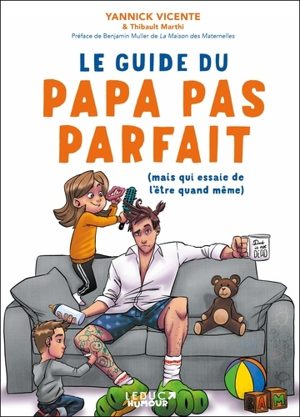 YANNICK VICENTE
& Thibault Marthi
Préface de Benjamin Muller de La Maison des Maternelles
LE GUIDE DU
PAPA PAS
PARFAIT
(mais qui essaie de
l'être quand même)
LEDUC
HUMOUR